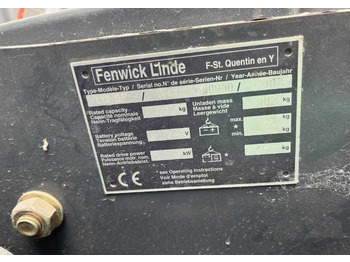 Fenwick Linde F-St. Quentin en Y
Type-Modèle-Typ / Serial no.N° de série-Serien-Nr / Year-Année-Baujahr
Rated capacity kg Unladen mass kg
Capacité nominale Masse à vide
Nenn-Tragfähigkeit Leergewicht
Battery voltage V max kg
Tension batterie *
Batteriespannung min kg
Rated drive power kW kg
Puissance mot. nom.
Nenn-Antriebsleist.
CE * see Operating Instructions
Voir Mode d'emploi
siehe Betriebsanleitung